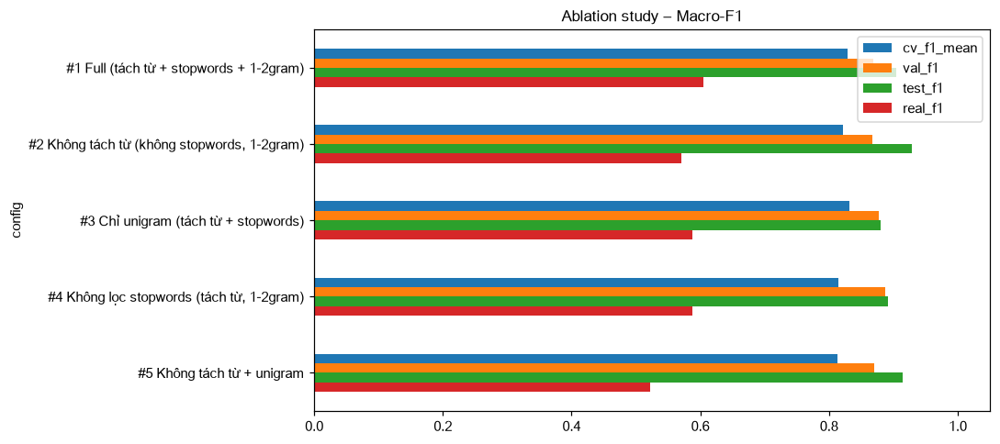 Ablation study – Macro-F1
cv_f1_mean
val_f1
test_f1
real_f1
config
#1 Full (tách từ + stopwords + 1-2gram)
#2 Không tách từ (không stopwords, 1-2gram)
#3 Chỉ unigram (tách từ + stopwords)
#4 Không lọc stopwords (tách từ, 1-2gram)
#5 Không tách từ + unigram
0.0 0.2 0.4 0.6 0.8 1.0